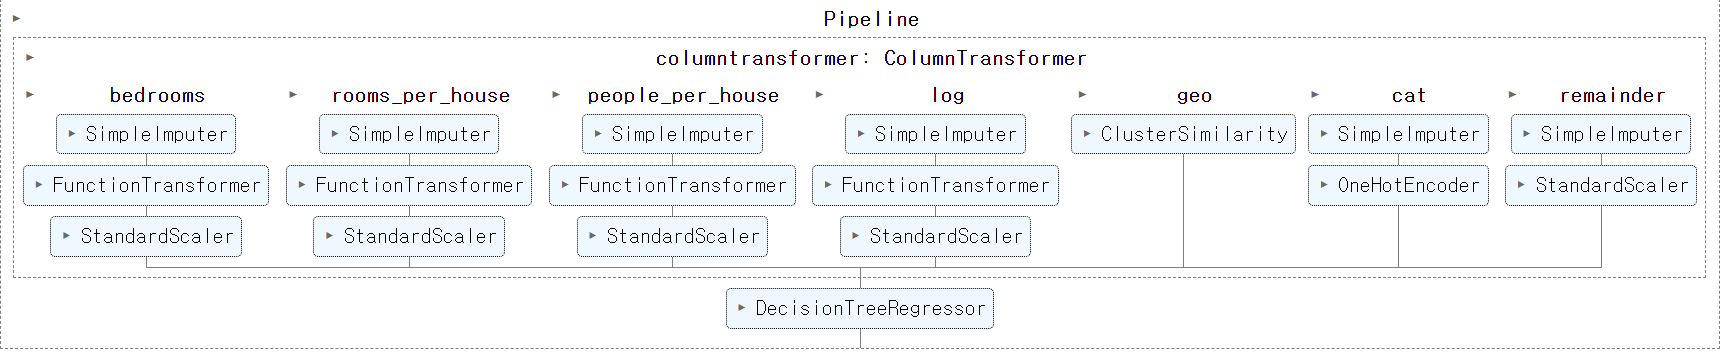 Pipeline
columntransformer: ColumnTransformer
bedrooms rooms_per_house people_per_house log geo cat remainder
SimpleImputer SimpleImputer SimpleImputer SimpleImputer ClusterSimilarity SimpleImputer SimpleImputer
FunctionTransformer FunctionTransformer FunctionTransformer FunctionTransformer OneHotEncoder StandardScaler
StandardScaler StandardScaler StandardScaler StandardScaler
DecisionTreeRegressor